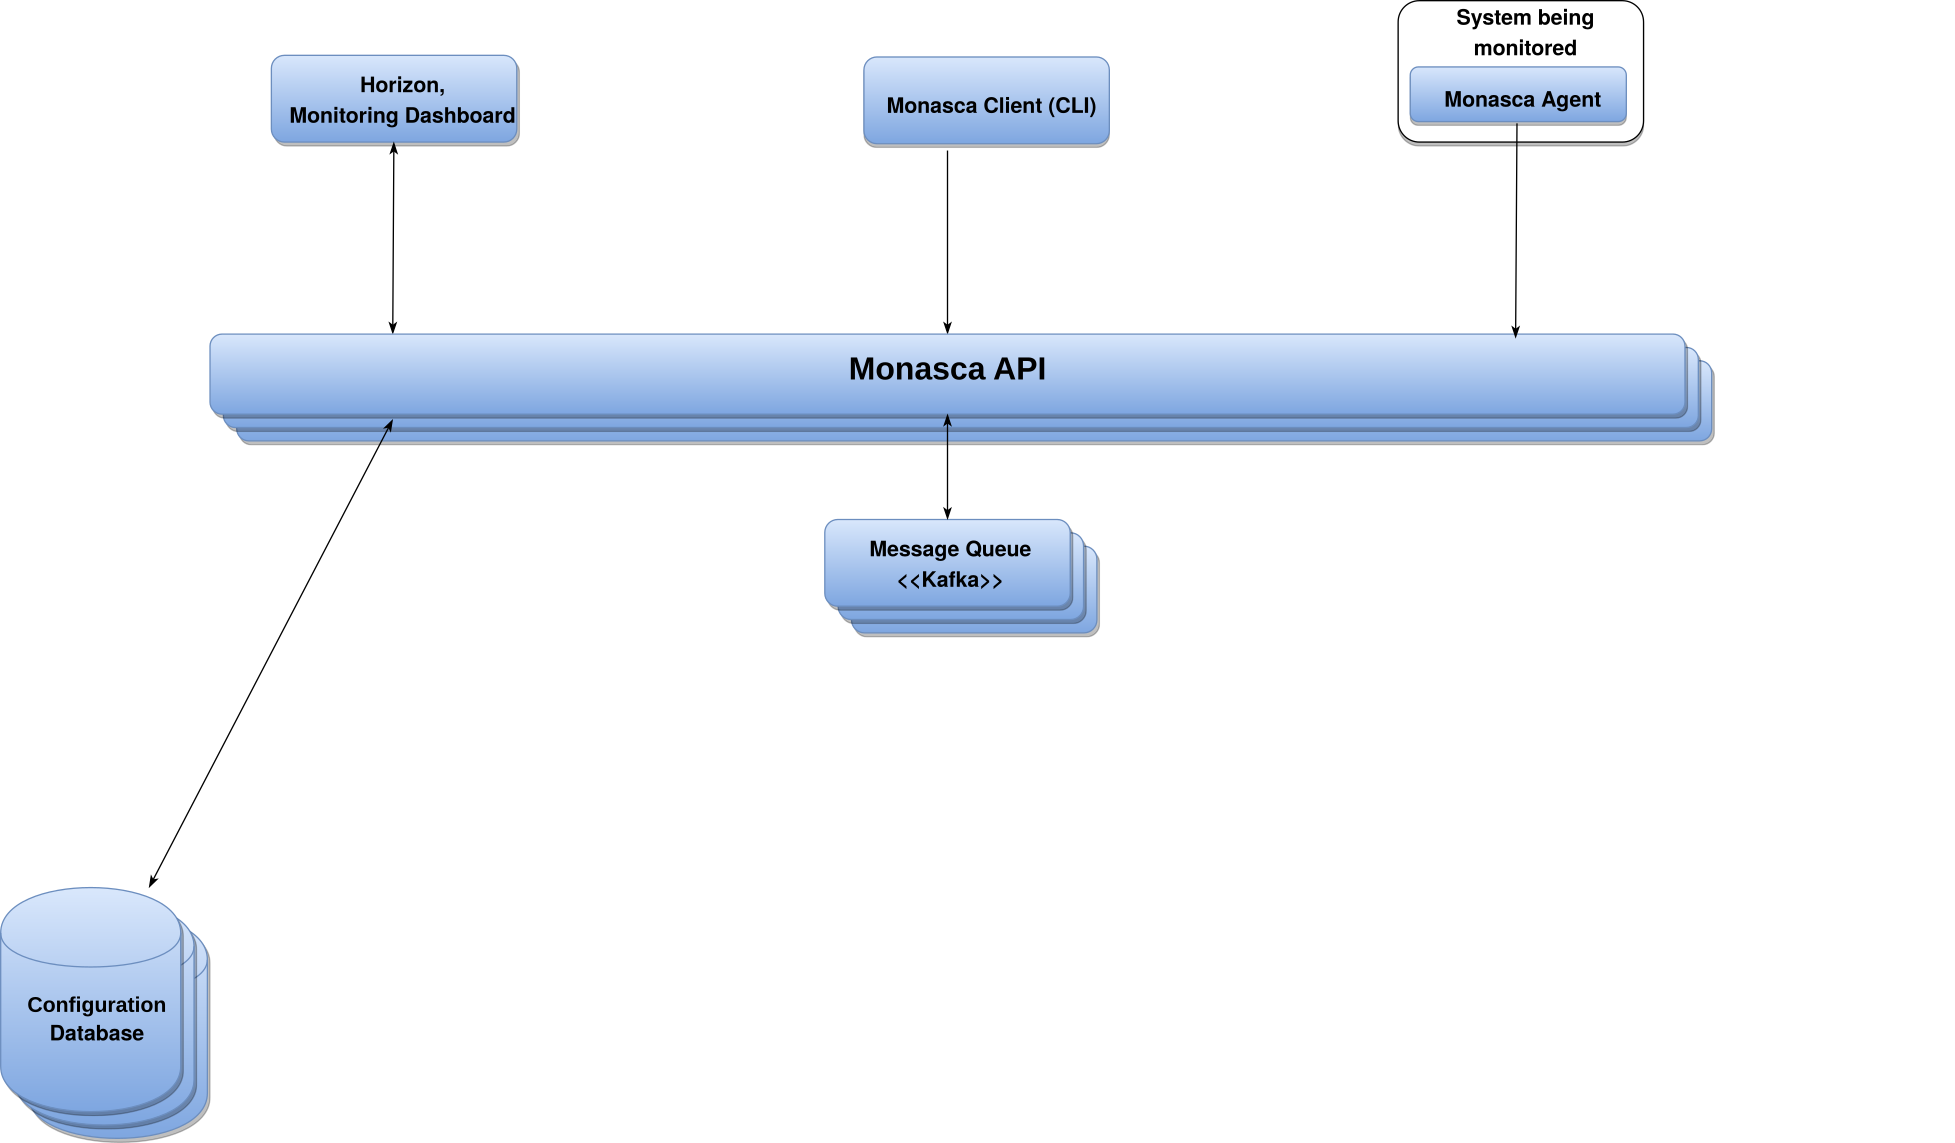 System being
monitored
Horizon,
Monitoring Dashboard
Monasca Client (CLI)
Monasca Agent
Monasca API
Message Queue
<<Kafka>>
Configuration
Database